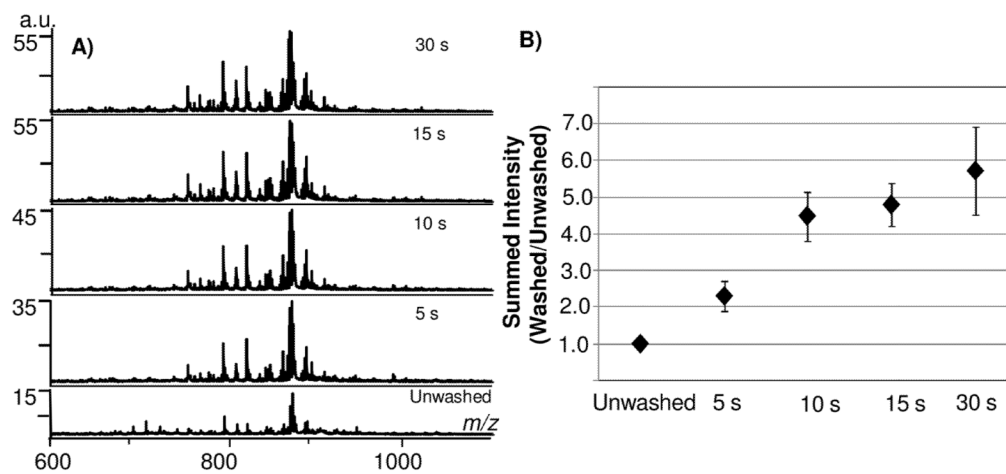 a.u.
A)
55
30 s
55
15 s
45
10 s
35
5 s
15
Unwashed
m/z
600
800
1000
B)
Summed Intensity
(Washed/Unwashed)
7.0
6.0
5.0
4.0
3.0
2.0
1.0
Unwashed 5 s 10 s 15 s 30 s